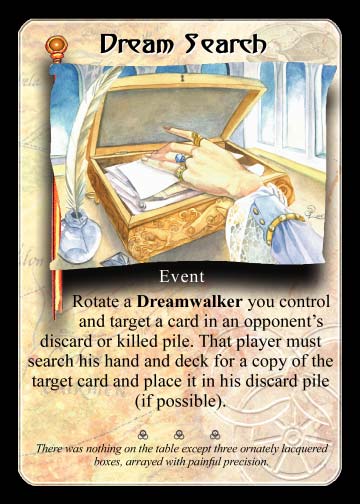 Dream Search
Event
Rotate a Dreamwalker you control
and target a card in an opponent's
discard or killed pile. That player must
search his hand and deck for a copy of the
target card and place it in his discard pile
(if possible).
There was nothing on the table except three ornately lacquered
boxes, arrayed with painful precision.